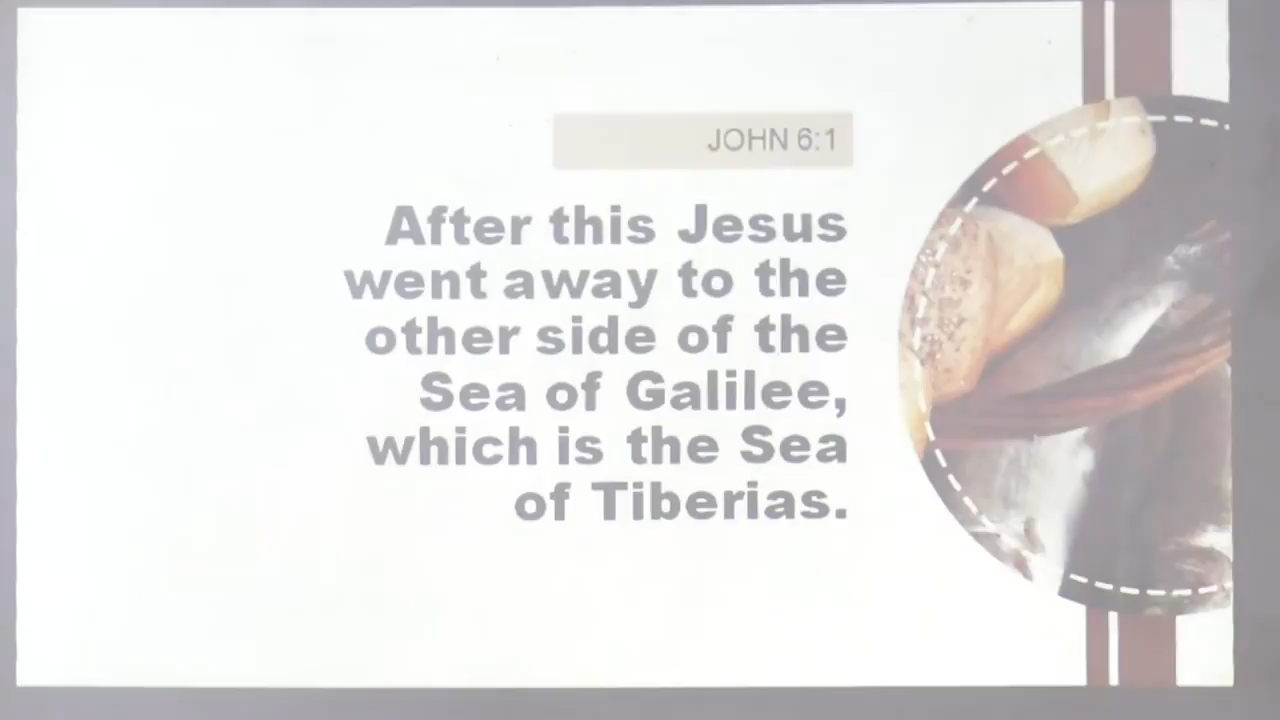 JOHN 6:1
After this Jesus
went away to the
other side of the
Sea of Galilee,
which is the Sea
of Tiberias.